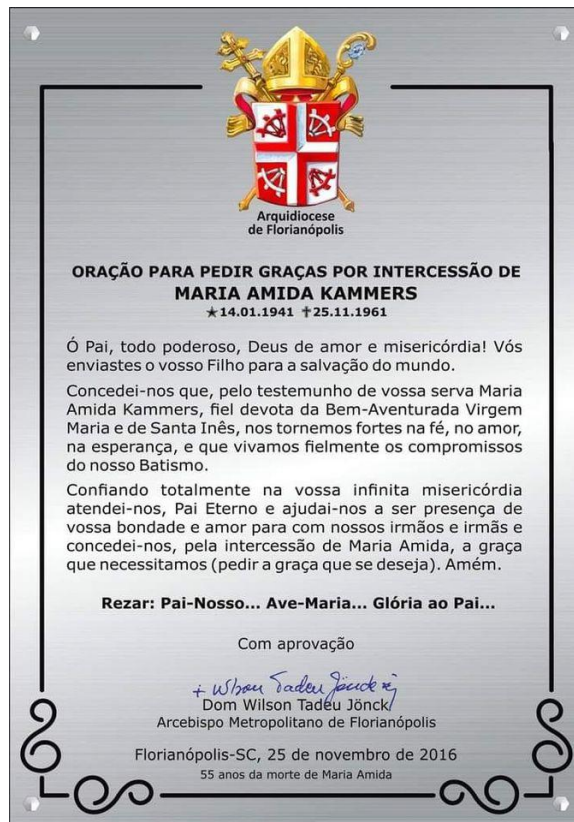 Arquidiocese
de Florianópolis
ORAÇÃO PARA PEDIR GRAÇAS POR INTERCESSÃO DE
MARIA AMIDA KAMMERS
★14.01.1941 ✝25.11.1961
Ó Pai, todo poderoso, Deus de amor e misericórdia! Vós
enviastes o vosso Filho para a salvação do mundo.
Concedei-nos que, pelo testemunho de vossa serva Maria
Amida Kammers, fiel devota da Bem-Aventurada Virgem
Maria e de Santa Inês, nos tornemos fortes na fé, no amor,
na esperança, e que vivamos fielmente os compromissos
do nosso Batismo.
Confiando totalmente na vossa infinita misericórdia
atendei-nos, Pai Eterno e ajudai-nos a ser presença de
vossa bondade e amor para com nossos irmãos e irmãs e
concedei-nos, pela intercessão de Maria Amida, a graça
que necessitamos (pedir a graça que se deseja). Amém.
Rezar: Pai-Nosso... Ave-Maria... Glória ao Pai...
Com aprovação
+ Wilson Tadeu Jönck
Dom Wilson Tadeu Jönck
Arcebispo Metropolitano de Florianópolis
Florianópolis-SC, 25 de novembro de 2016
55 anos da morte de Maria Amida